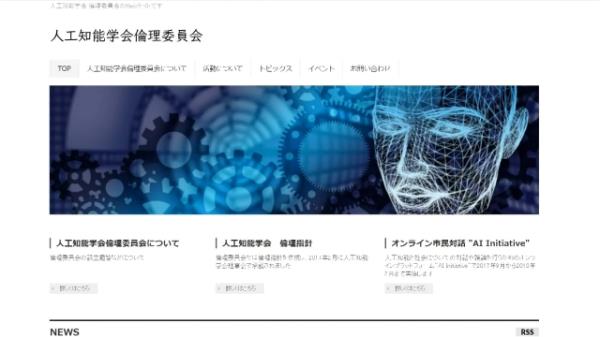 人工知能学会 倫理委員会のWebサイトです
人工知能学会倫理委員会
TOP 人工知能学会倫理委員会について 活動について トピックス イベント お問い合わせ
人工知能学会倫理委員会について
倫理委員会の設立趣旨などについて
詳しくはこちら
人工知能学会 倫理指針
倫理委員会では倫理指針を作成し、2017年2月に人工知能
学会理事会で承認されました
詳しくはこちら
オンライン市民対話 "AI Initiative"
人工知能と社会についての対話や議論を行うためのオンラ
インプラットフォーム"AI Initiative"で2017年9月から2018年
3月まで実施します
詳しくはこちら
NEWS
RSS